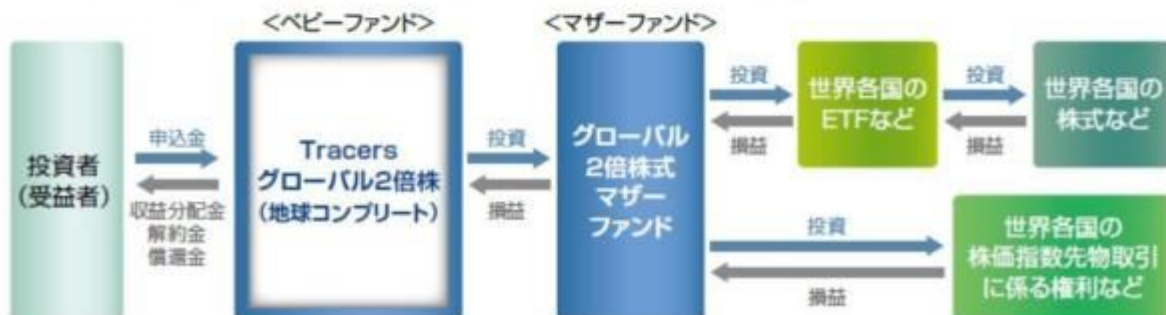 <ベビーファンド>
<マザーファンド>
投資者
(受益者)
申込金
収益分配金
解約金
償還金
Tracers
グローバル2倍株
(地球コンプリート)
投資
損益
グローバル
2倍株式
マザー
ファンド
投資
損益
世界各国の
ETFなど
投資
損益
世界各国の
株式など
投資
損益
世界各国の
株価指数先物取引
に係る権利など